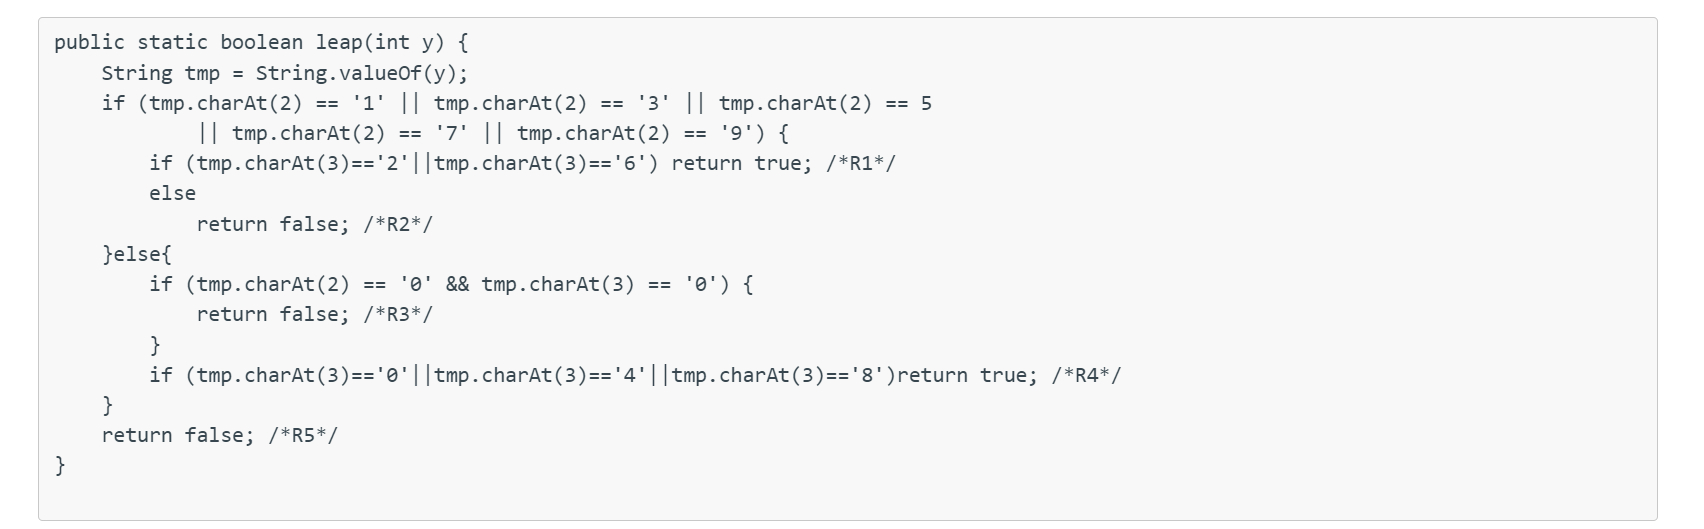 public static boolean leap(int y) {
    String tmp = String.valueOf(y);
    if (tmp.charAt(2) == '1' || tmp.charAt(2) == '3' || tmp.charAt(2) == 5
            || tmp.charAt(2) == '7' || tmp.charAt(2) == '9') {
        if (tmp.charAt(3)=='2'||tmp.charAt(3)=='6') return true; /*R1*/
        else
            return false; /*R2*/
    }else{
        if (tmp.charAt(2) == '0' && tmp.charAt(3) == '0') {
            return false; /*R3*/
        }
        if (tmp.charAt(3)=='0'||tmp.charAt(3)=='4'||tmp.charAt(3)=='8')return true; /*R4*/
    }
    return false; /*R5*/
}